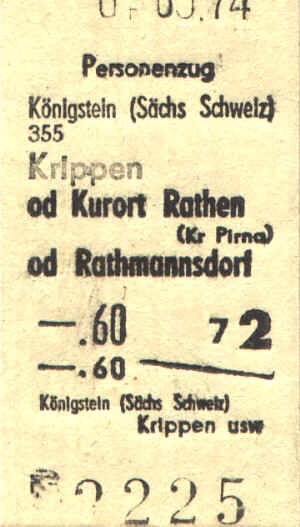 74
Personenzug
Königstein (Sächs Schweiz)
355
Krippen
od Kurort Rathen
(Kr Pirna)
od Rathmannsdorf
—.60 7 2
—.60
Königstein (Sächs Schweiz)
Krippen usw
2225